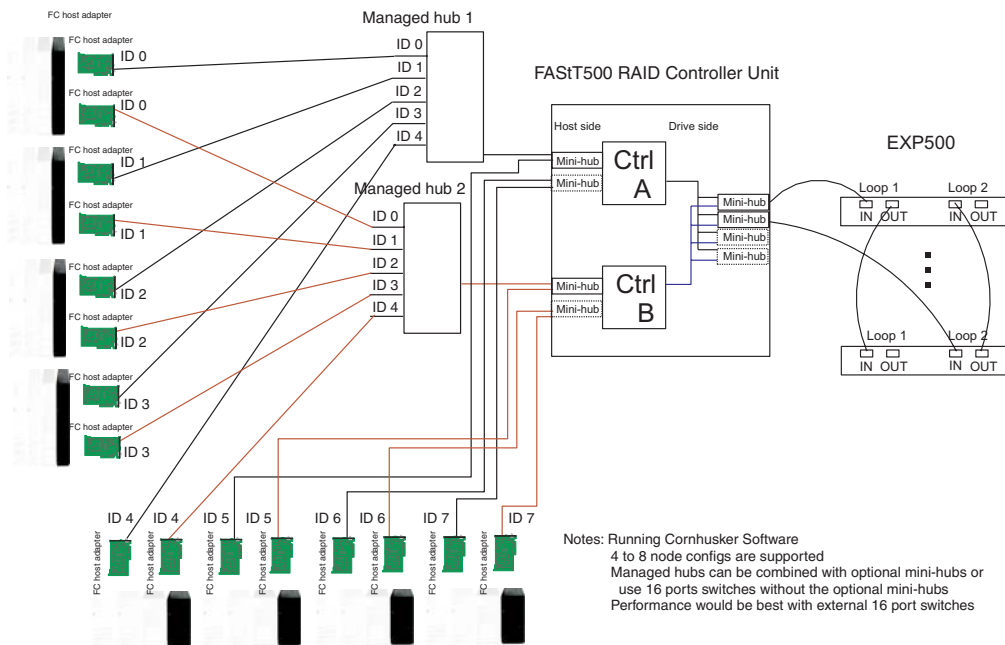 FC host adapter
FC host adapter
ID 0
FC host adapter
ID 0
FC host adapter
ID 1
FC host adapter
ID 1
FC host adapter
ID 2
FC host adapter
ID 2
FC host adapter
ID 3
FC host adapter
ID 3
Managed hub 1
ID 0
ID 1
ID 2
ID 3
ID 4
Managed hub 2
ID 0
ID 1
ID 2
ID 3
ID 4
FAStT500 RAID Controller Unit
Host side
Drive side
Mini-hub
Mini-hub
Ctrl
A
Mini-hub
Mini-hub
Mini-hub
Mini-hub
Mini-hub
Mini-hub
Ctrl
B
EXP500
Loop 1
Loop 2
IN OUT
IN OUT
Loop 1
Loop 2
IN OUT
IN OUT
ID 4
ID 4
ID 5
ID 5
ID 6
ID 6
ID 7
ID 7
FC host adapter
FC host adapter
FC host adapter
FC host adapter
FC host adapter
FC host adapter
FC host adapter
FC host adapter
Notes: Running Cornhusker Software
4 to 8 node configs are supported
Managed hubs can be combined with optional mini-hubs or
use 16 ports switches without the optional mini-hubs
Performance would be best with external 16 port switches